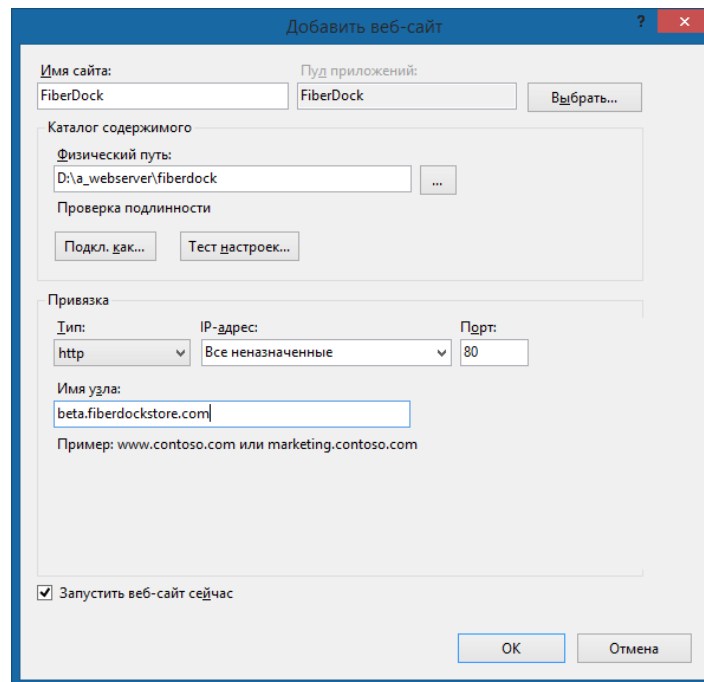 Добавить веб-сайт
?
Имя сайта:
Пул приложений:
FiberDock
FiberDock
Выбрать...
Каталог содержимого
Физический путь:
D:\a_webserver\fiberdock
...
Проверка подлинности
Подкл. как...
Тест настроек...
Привязка
Тип:
IP-адрес:
Порт:
http
Все неназначенные
80
Имя узла:
beta.fiberdockstore.com
Пример: www.contoso.com или marketing.contoso.com
Запустить веб-сайт сейчас
OK
Отмена